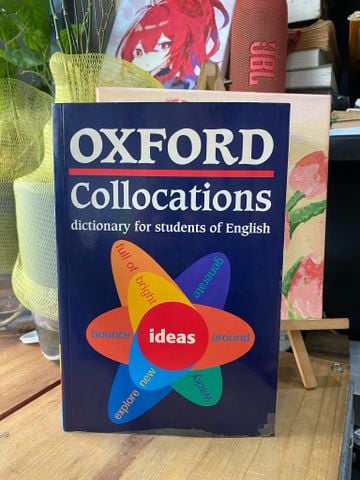 OXFORD
Collocations
dictionary for students of English
full of bright
generate
bounce ideas around
explore new
wacky
JBL